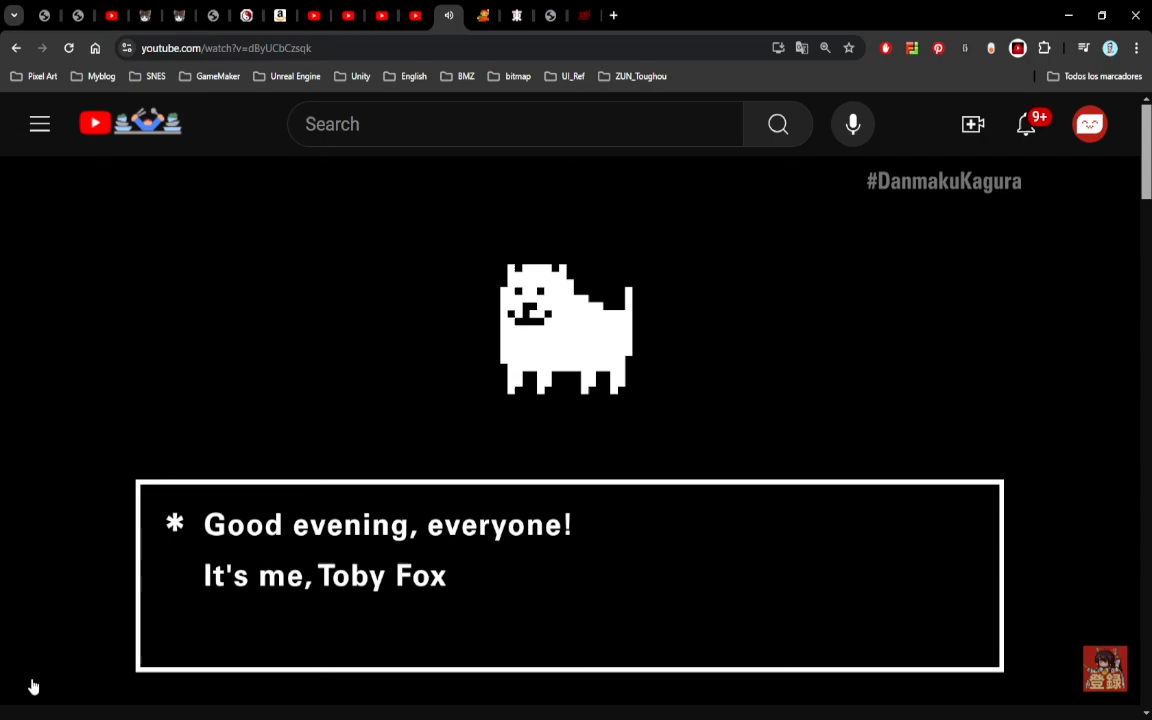 youtube.com/watch?v=dByUCbCzsqk
Pixel Art Myblog SNES GameMaker Unreal Engine Unity English BMZ bitmap UI_Ref ZUN_Toughou Todos los marcadores
Search
9+
#DanmakuKagura
* Good evening, everyone!
It's me, Toby Fox
登録